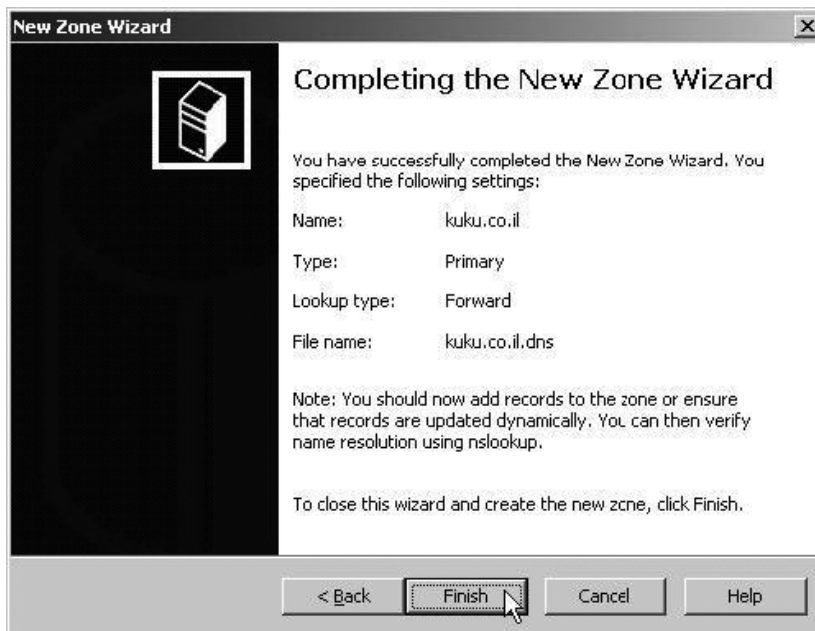 New Zone Wizard
Completing the New Zone Wizard
You have successfully completed the New Zone Wizard. You
specified the following settings:
Name: kuku.co.il
Type: Primary
Lookup type: Forward
File name: kuku.co.il.dns
Note: You should now add records to the zone or ensure
that records are updated dynamically. You can then verify
name resolution using nslookup.
To close this wizard and create the new zone, click Finish.
< Back Finish Cancel Help